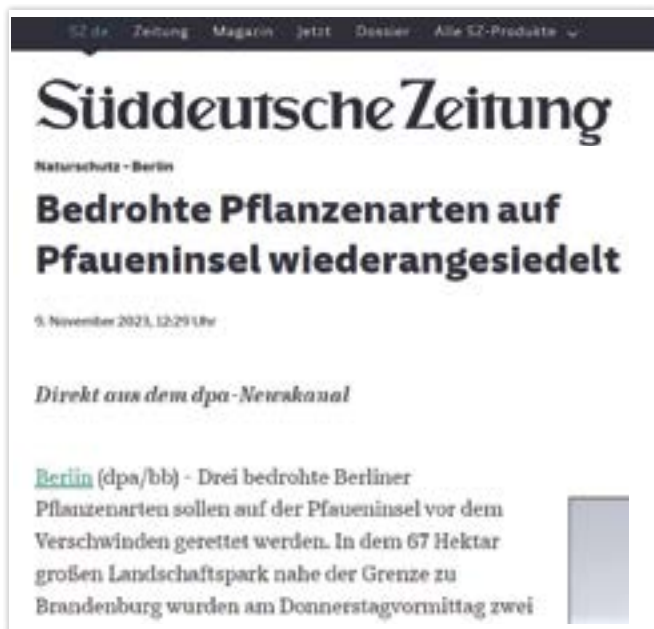 SZ.de Zeitung Magazin Jetzt Dossier Alle SZ-Produkte
Süddeutsche Zeitung
Naturschutz - Berlin
Bedrohte Pflanzenarten auf
Pfaueninsel wiederangesiedelt
9. November 2023, 12:29 Uhr
Direkt aus dem dpa-Newskanal
Berlin (dpa/bb) - Drei bedrohte Berliner
Pflanzenarten sollen auf der Pfaueninsel vor dem
Verschwinden gerettet werden. In dem 67 Hektar
großen Landschaftspark nahe der Grenze zu
Brandenburg wurden am Donnerstagvormittag zwei